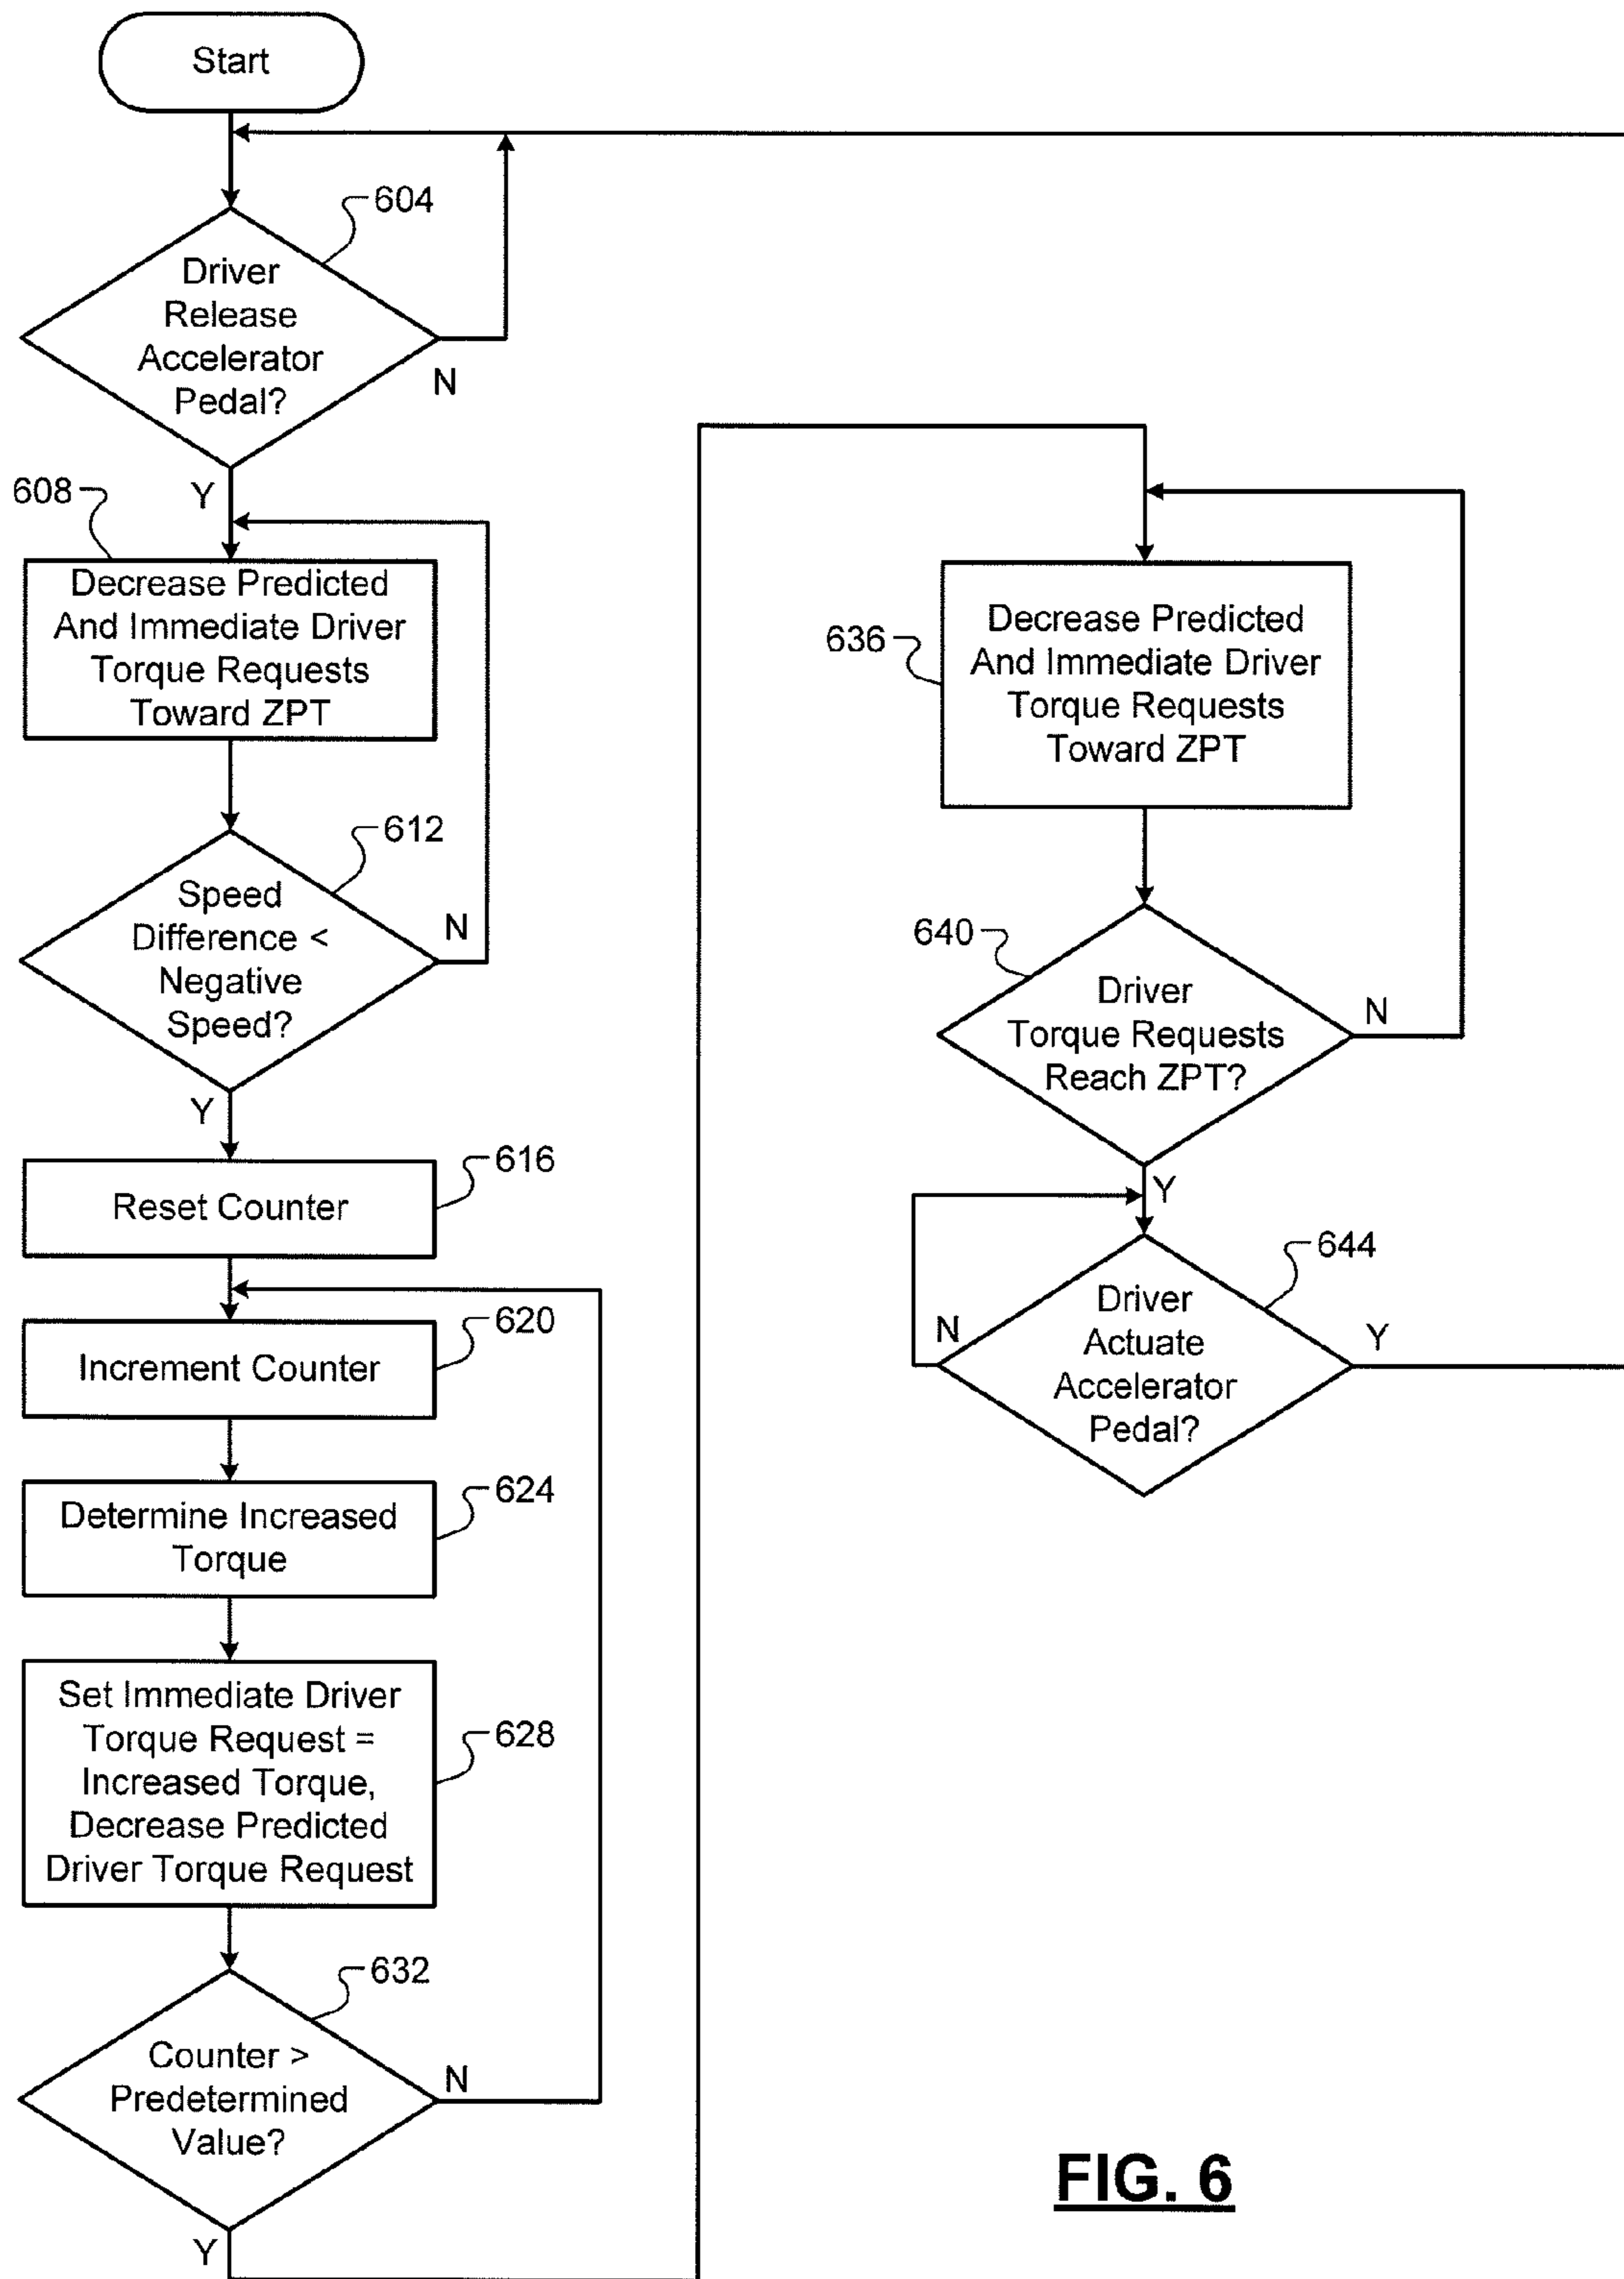 Start
604
Driver
Release
Accelerator
Pedal?
N
Y
608
Decrease Predicted
And Immediate Driver
Torque Requests
Toward ZPT
612
Speed
Difference <
Negative
Speed?
N
Y
616
Reset Counter
620
Increment Counter
624
Determine Increased
Torque
628
Set Immediate Driver
Torque Request =
Increased Torque,
Decrease Predicted
Driver Torque Request
632
Counter >
Predetermined
Value?
N
Y
636
Decrease Predicted
And Immediate Driver
Torque Requests
Toward ZPT
640
Driver
Torque Requests
Reach ZPT?
N
Y
644
Driver
Actuate
Accelerator
Pedal?
N
Y
FIG. 6